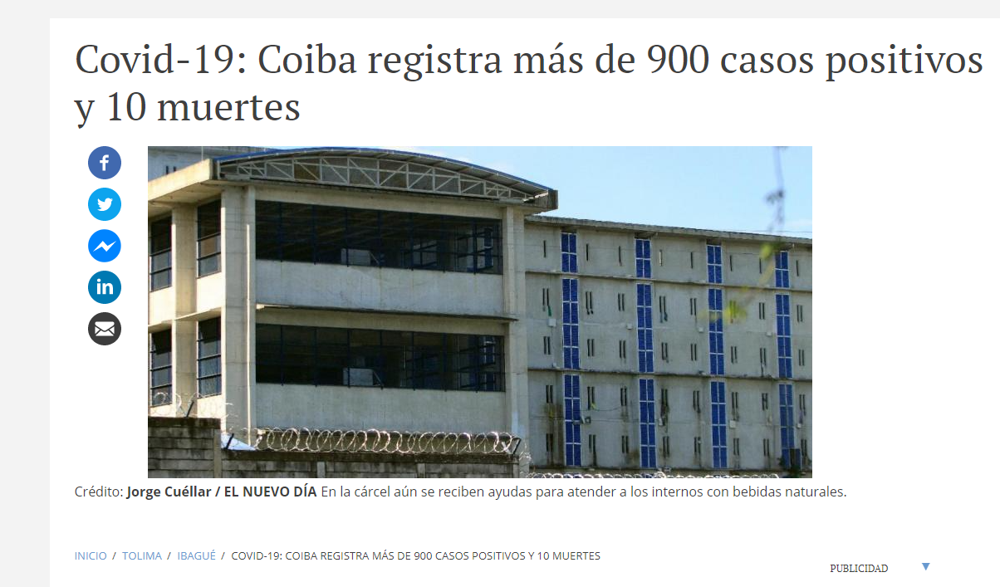 Covid-19: Coiba registra más de 900 casos positivos
y 10 muertes
Crédito: Jorge Cuéllar / EL NUEVO DÍA En la cárcel aún se reciben ayudas para atender a los internos con bebidas naturales.
INICIO / TOLIMA / IBAGUÉ / COVID-19: COIBA REGISTRA MÁS DE 900 CASOS POSITIVOS Y 10 MUERTES
PUBLICIDAD